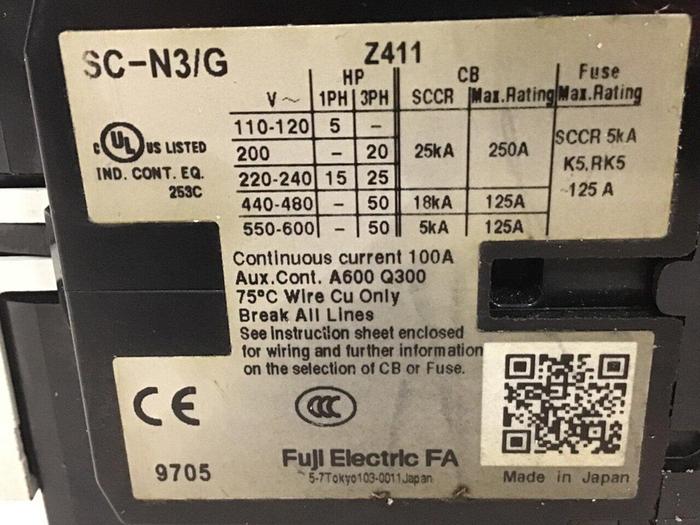 SC-N3/G Z411
HP CB Fuse
V~ 1PH 3PH SCCR Max.Rating Max.Rating
110-120 5 -
200 - 20 25kA 250A SCCR 5kA
220-240 15 25 K5,RK5
440-480 - 50 18kA 125A ~125 A
550-600 - 50 5kA 125A
C UL US LISTED
IND. CONT. EQ.
253C
Continuous current 100A
Aux.Cont. A600 Q300
75°C Wire Cu Only
Break All Lines
See instruction sheet enclosed
for wiring and further information
on the selection of CB or Fuse.
CE CCC
9705 Fuji Electric FA
5-7Tokyo103-0011Japan
Made in Japan